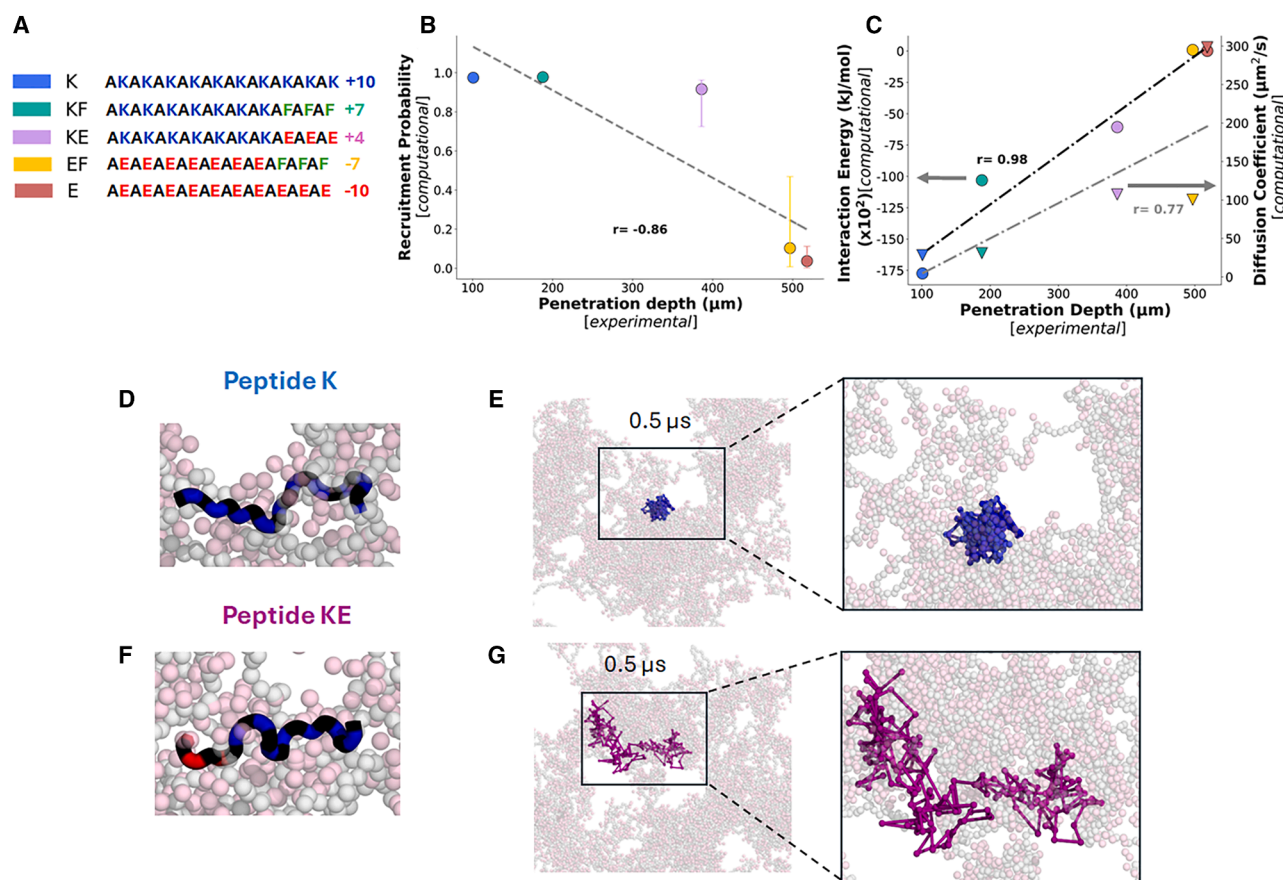 A
K AKAKAKAKAKAKAKAKAKAK +10
KF AKAKAKAKAKAKAKAFAFAF +7
KE AKAKAKAKAKAKAKAEAEAE +4
EF AEAEAEAEAEAEAEAFAFAF -7
E AEAEAEAEAEAEAEAEAEAE -10
B
Recruitment Probability
[computational]
1.0
0.8
0.6
0.4
0.2
0.0
r= -0.86
100 200 300 400 500
Penetration depth (μm)
[experimental]
C
Interaction Energy (kJ/mol)
(x10²)[computational]
0
-25
-50
-75
-100
-125
-150
-175
r= 0.98
r= 0.77
300
250
200
150
100
50
0
Diffusion Coefficient (μm²/s)
[computational]
100 200 300 400 500
Penetration Depth (μm)
[experimental]
Peptide K
D
E
0.5 μs
Peptide KE
F
G
0.5 μs